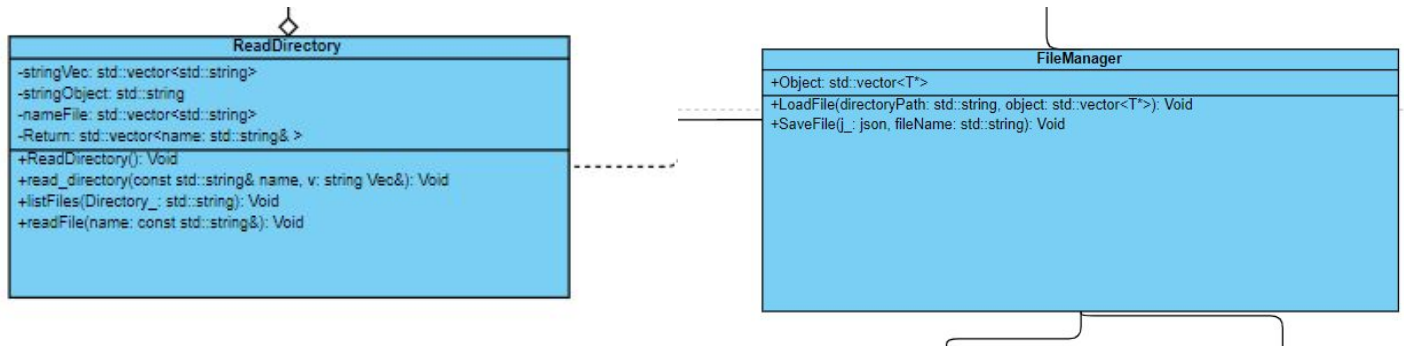 ReadDirectory
-stringVec: std::vector<std::string>
-stringObject: std::string
-nameFile: std::vector<std::string>
-Return: std::vector<name: std::string& >
+ReadDirectory(): Void
+read_directory(const std::string& name, v: string Vec&): Void
+listFiles(Directory_: std::string): Void
+readFile(name: const std::string&): Void
FileManager
+Object: std::vector<T*>
+LoadFile(directoryPath: std::string, object: std::vector<T*>): Void
+SaveFile(j_: json, fileName: std::string): Void